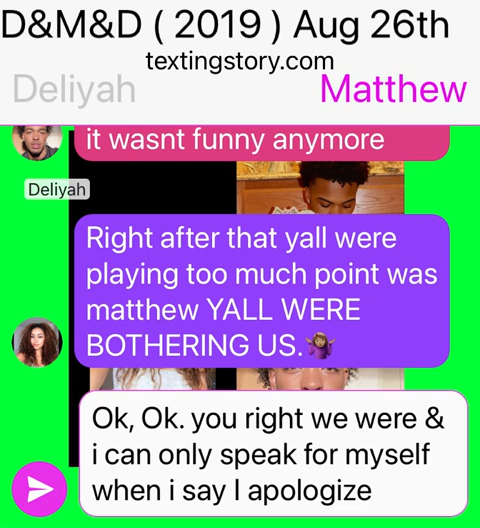 D&M&D ( 2019 ) Aug 26th
textingstory.com
Deliyah Matthew
it wasnt funny anymore
Deliyah
Right after that yall were
playing too much point was
matthew YALL WERE
BOTHERING US.🤷🏽‍♀️
Ok, Ok. you right we were &
i can only speak for myself
when i say I apologize